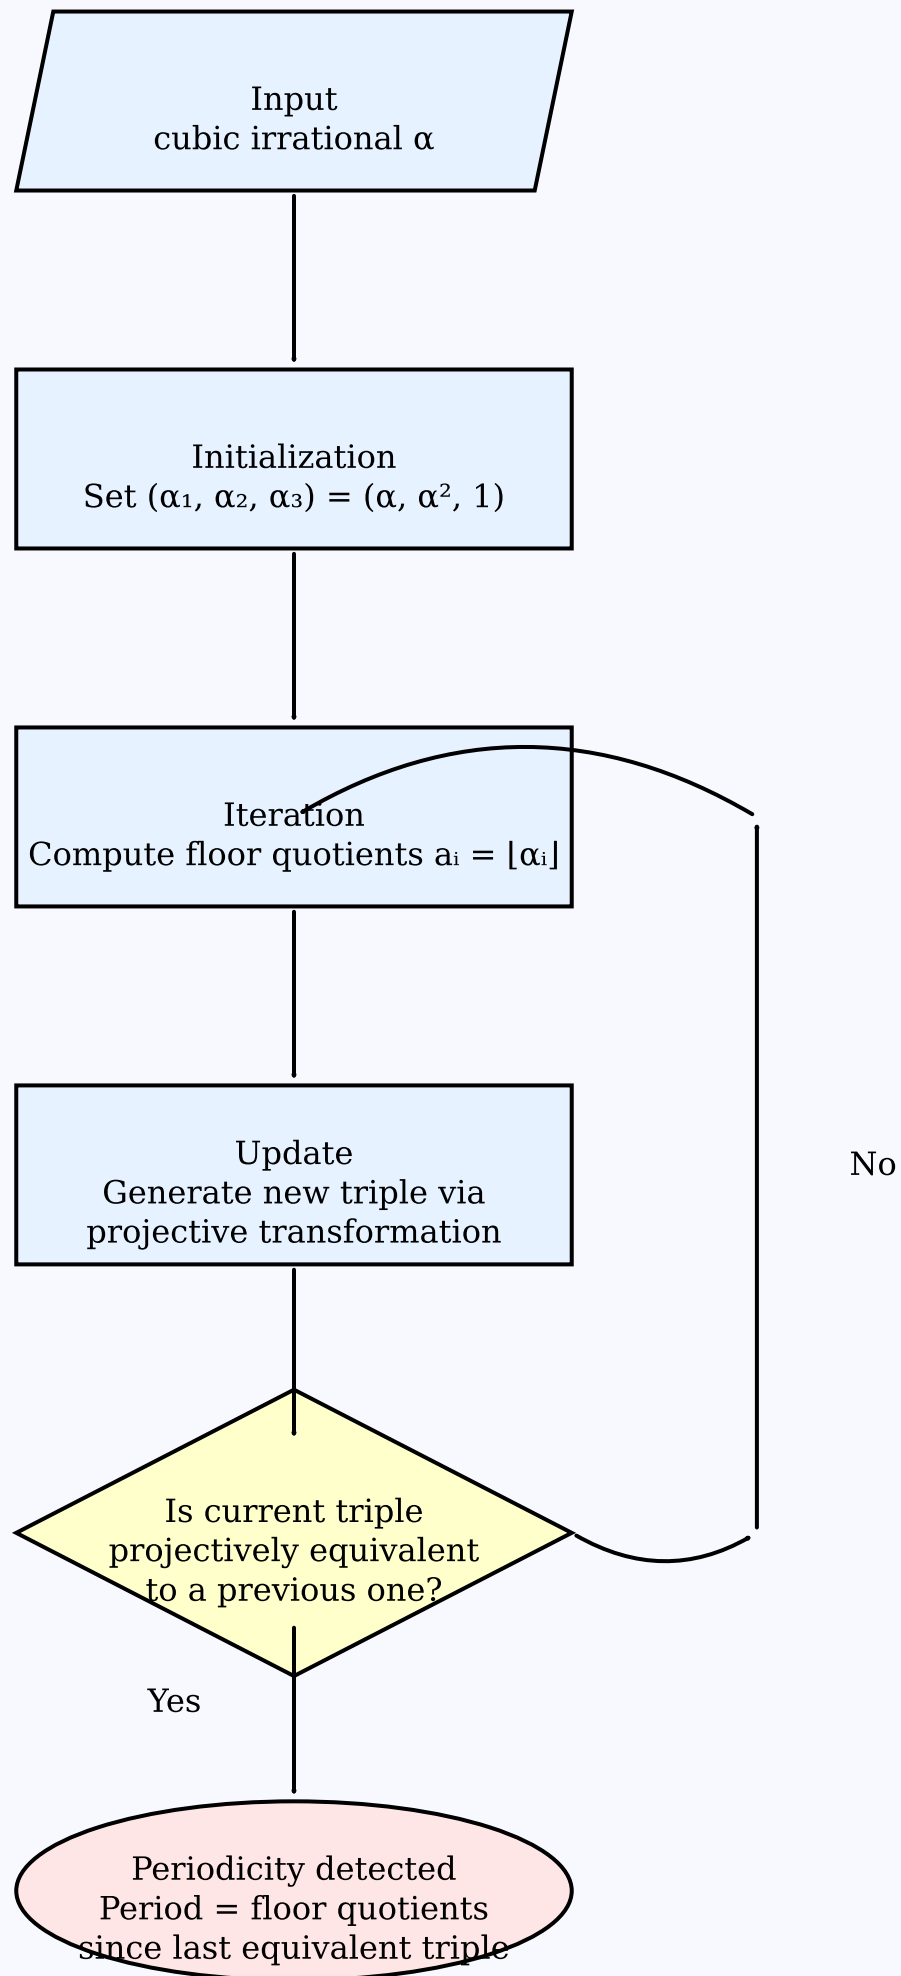 Input
cubic irrational α
Initialization
Set (α₁, α₂, α₃) = (α, α², 1)
Iteration
Compute floor quotients aᵢ = ⌊αᵢ⌋
Update
Generate new triple via
projective transformation
No
Is current triple
projectively equivalent
to a previous one?
Yes
Periodicity detected
Period = floor quotients
since last equivalent triple